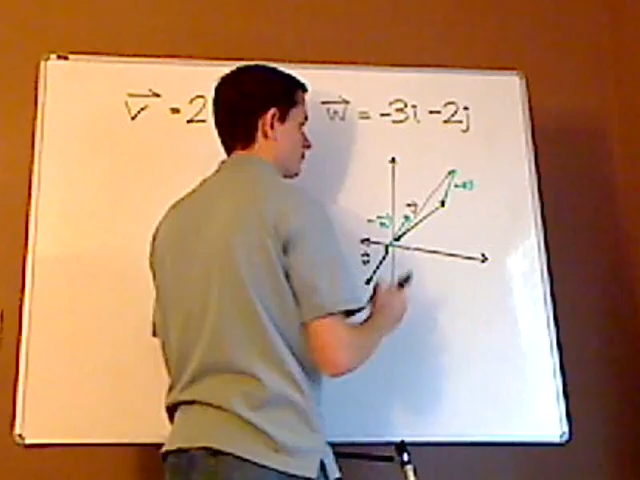 v = 2
w = -3i - 2j
v
-w
-w
w